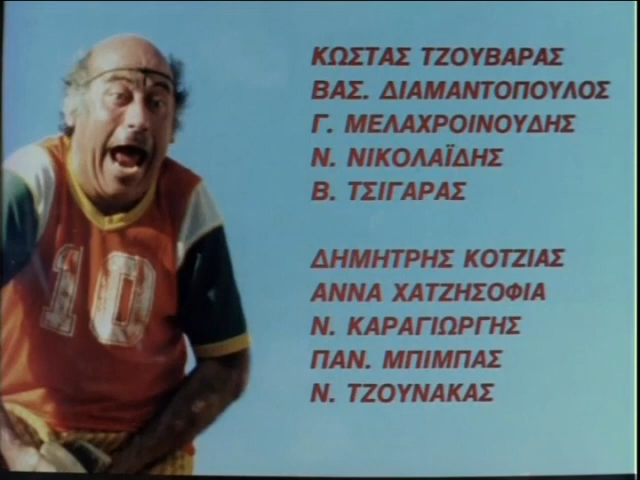 ΚΩΣΤΑΣ ΤΖΟΥΒΑΡΑΣ
ΒΑΣ. ΔΙΑΜΑΝΤΟΠΟΥΛΟΣ
Γ. ΜΕΛΑΧΡΟΙΝΟΥΔΗΣ
Ν. ΝΙΚΟΛΑΪΔΗΣ
Β. ΤΣΙΓΑΡΑΣ
ΔΗΜΗΤΡΗΣ ΚΟΤΖΙΑΣ
ΑΝΝΑ ΧΑΤΖΗΣΟΦΙΑ
Ν. ΚΑΡΑΓΙΩΡΓΗΣ
ΠΑΝ. ΜΠΙΜΠΑΣ
Ν. ΤΖΟΥΝΑΚΑΣ
10